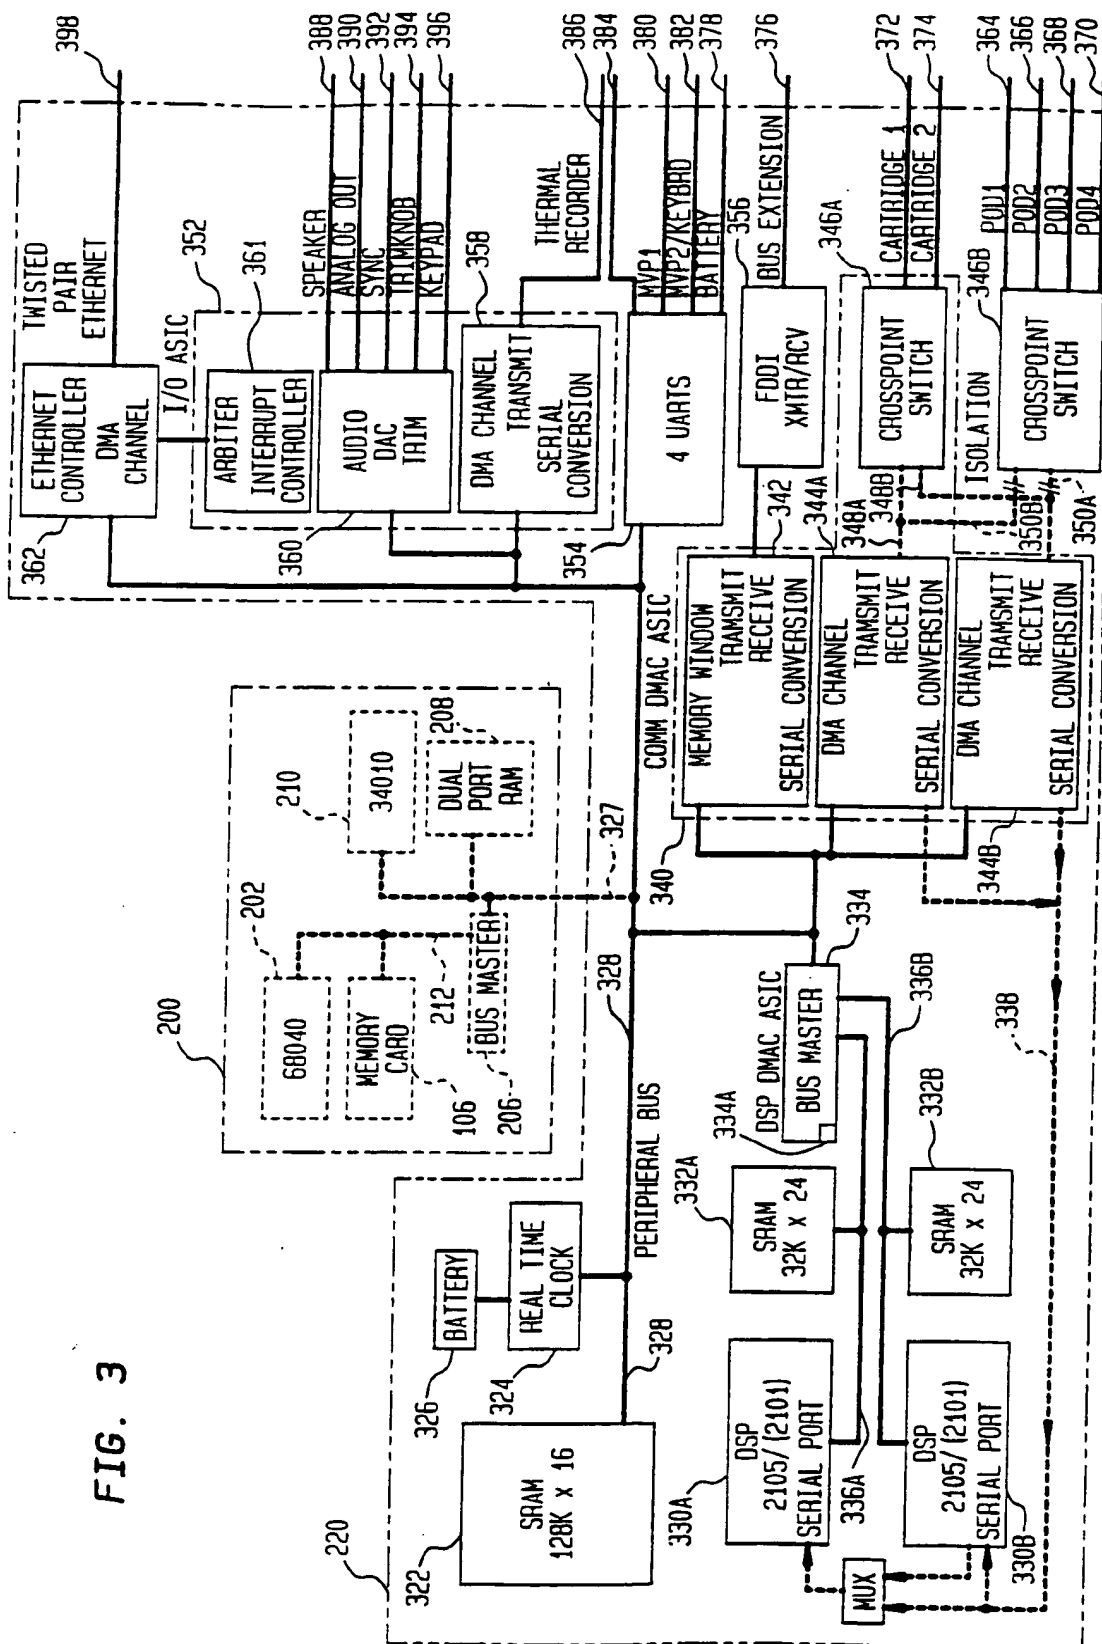 FIG. 3
220
322
SRAM
128K x 16
326
BATTERY
324
REAL TIME
CLOCK
328
PERIPHERAL BUS
328
200
202
68040
MEMORY
CARD
106
212
BUS MASTER
206
210
34010
208
DUAL
PORT
RAM
327
330A
DSP
2105/(2101)
SERIAL PORT
336A
MUX
DSP
2105/(2101)
SERIAL PORT
330B
332A
SRAM
32K x 24
SRAM
32K x 24
332B
DSP DMAC ASIC
334A
BUS MASTER
334
336B
338
COMM DMAC ASIC
340
MEMORY WINDOW
TRAMSMIT
RECEIVE
SERIAL CONVERSION
342
DMA CHANNEL
TRAMSMIT
RECEIVE
SERIAL CONVERSION
344A
DMA CHANNEL
TRANSMIT
RECEIVE
SERIAL CONVERSION
344B
348A
348B
350B
350A
ISOLATION
CROSSPOINT
SWITCH
346A
CROSSPOINT
SWITCH
346B
FDDI
XMTR/RCV
356
BUS EXTENSION
376
CARTRIDGE 1
CARTRIDGE 2
372
374
POD1
POD2
POD3
POD4
364
366
368
370
354
4 UARTS
MVP1
MVP2/KEYBRD
BATTERY
380
382
378
THERMAL
RECORDER
386
384
362
ETHERNET
CONTROLLER
DMA
CHANNEL
TWISTED
PAIR
ETHERNET
398
I/O ASIC
352
ARBITER
INTERRUPT
CONTROLLER
361
360
AUDIO
DAC
TRIM
SPEAKER
ANALOG OUT
SYNC
TRIMKNOB
KEYPAD
388
390
392
394
396
DMA CHANNEL
TRANSMIT
SERIAL
CONVERSION
358